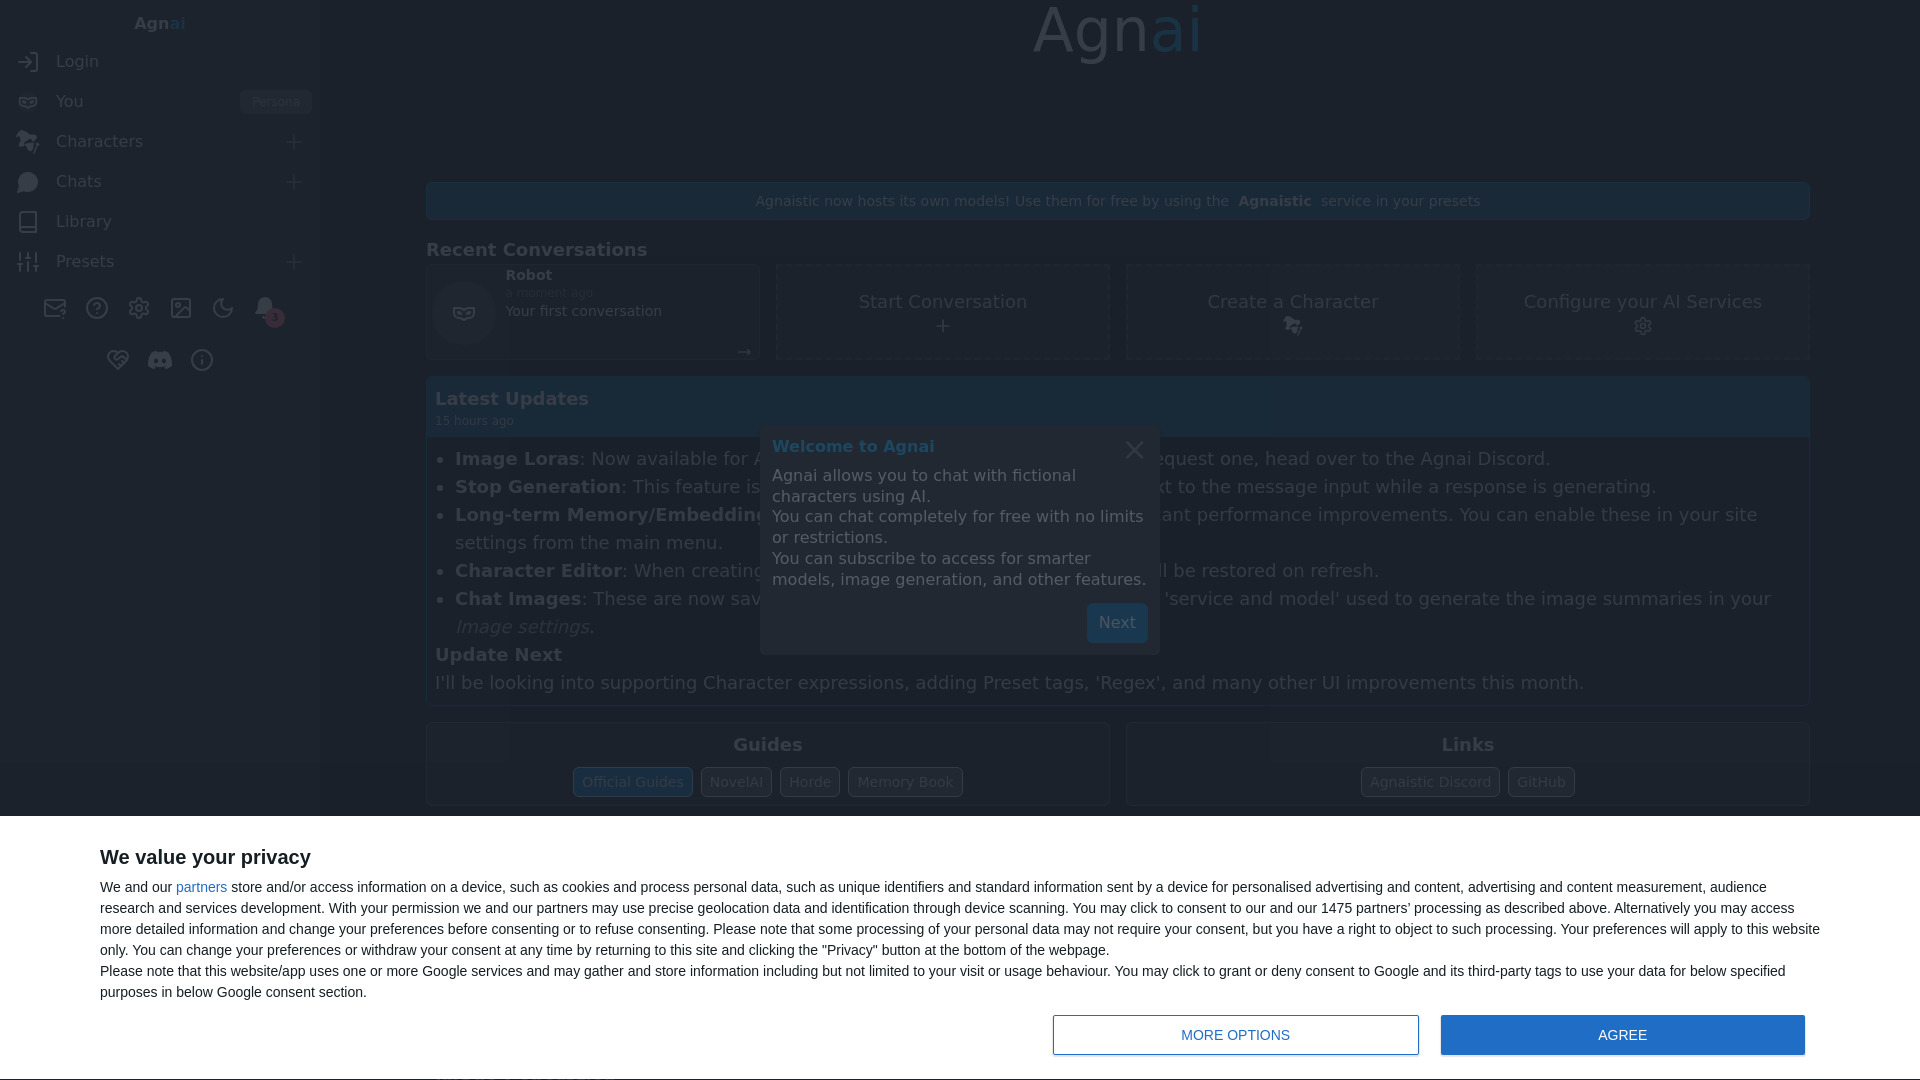 Agnai
Login
You
Persona
Characters
Chats
Library
Presets
3
Agnai
Agnaistic now hosts its own models! Use them for free by using the Agnaistic service in your presets
Recent Conversations
Robot
a moment ago
Your first conversation
Start Conversation
Create a Character
Configure your AI Services
Latest Updates
15 hours ago
Image Loras: Now available for A
equest one, head over to the Agnai Discord.
Stop Generation: This feature is
xt to the message input while a response is generating.
Long-term Memory/Embedding
ant performance improvements. You can enable these in your site
settings from the main menu.
Character Editor: When creating
ll be restored on refresh.
Chat Images: These are now sav
'service and model' used to generate the image summaries in your
Image settings.
Update Next
I'll be looking into supporting Character expressions, adding Preset tags, 'Regex', and many other UI improvements this month.
Welcome to Agnai
Agnai allows you to chat with fictional
characters using AI.
You can chat completely for free with no limits
or restrictions.
You can subscribe to access for smarter
models, image generation, and other features.
Next
Guides
Official Guides
NovelAI
Horde
Memory Book
Links
Agnaistic Discord
GitHub
We value your privacy
We and our partners store and/or access information on a device, such as cookies and process personal data, such as unique identifiers and standard information sent by a device for personalised advertising and content, advertising and content measurement, audience
research and services development. With your permission we and our partners may use precise geolocation data and identification through device scanning. You may click to consent to our and our 1475 partners’ processing as described above. Alternatively you may access
more detailed information and change your preferences before consenting or to refuse consenting. Please note that some processing of your personal data may not require your consent, but you have a right to object to such processing. Your preferences will apply to this website
only. You can change your preferences or withdraw your consent at any time by returning to this site and clicking the "Privacy" button at the bottom of the webpage.
Please note that this website/app uses one or more Google services and may gather and store information including but not limited to your visit or usage behaviour. You may click to grant or deny consent to Google and its third-party tags to use your data for below specified
purposes in below Google consent section.
MORE OPTIONS
AGREE